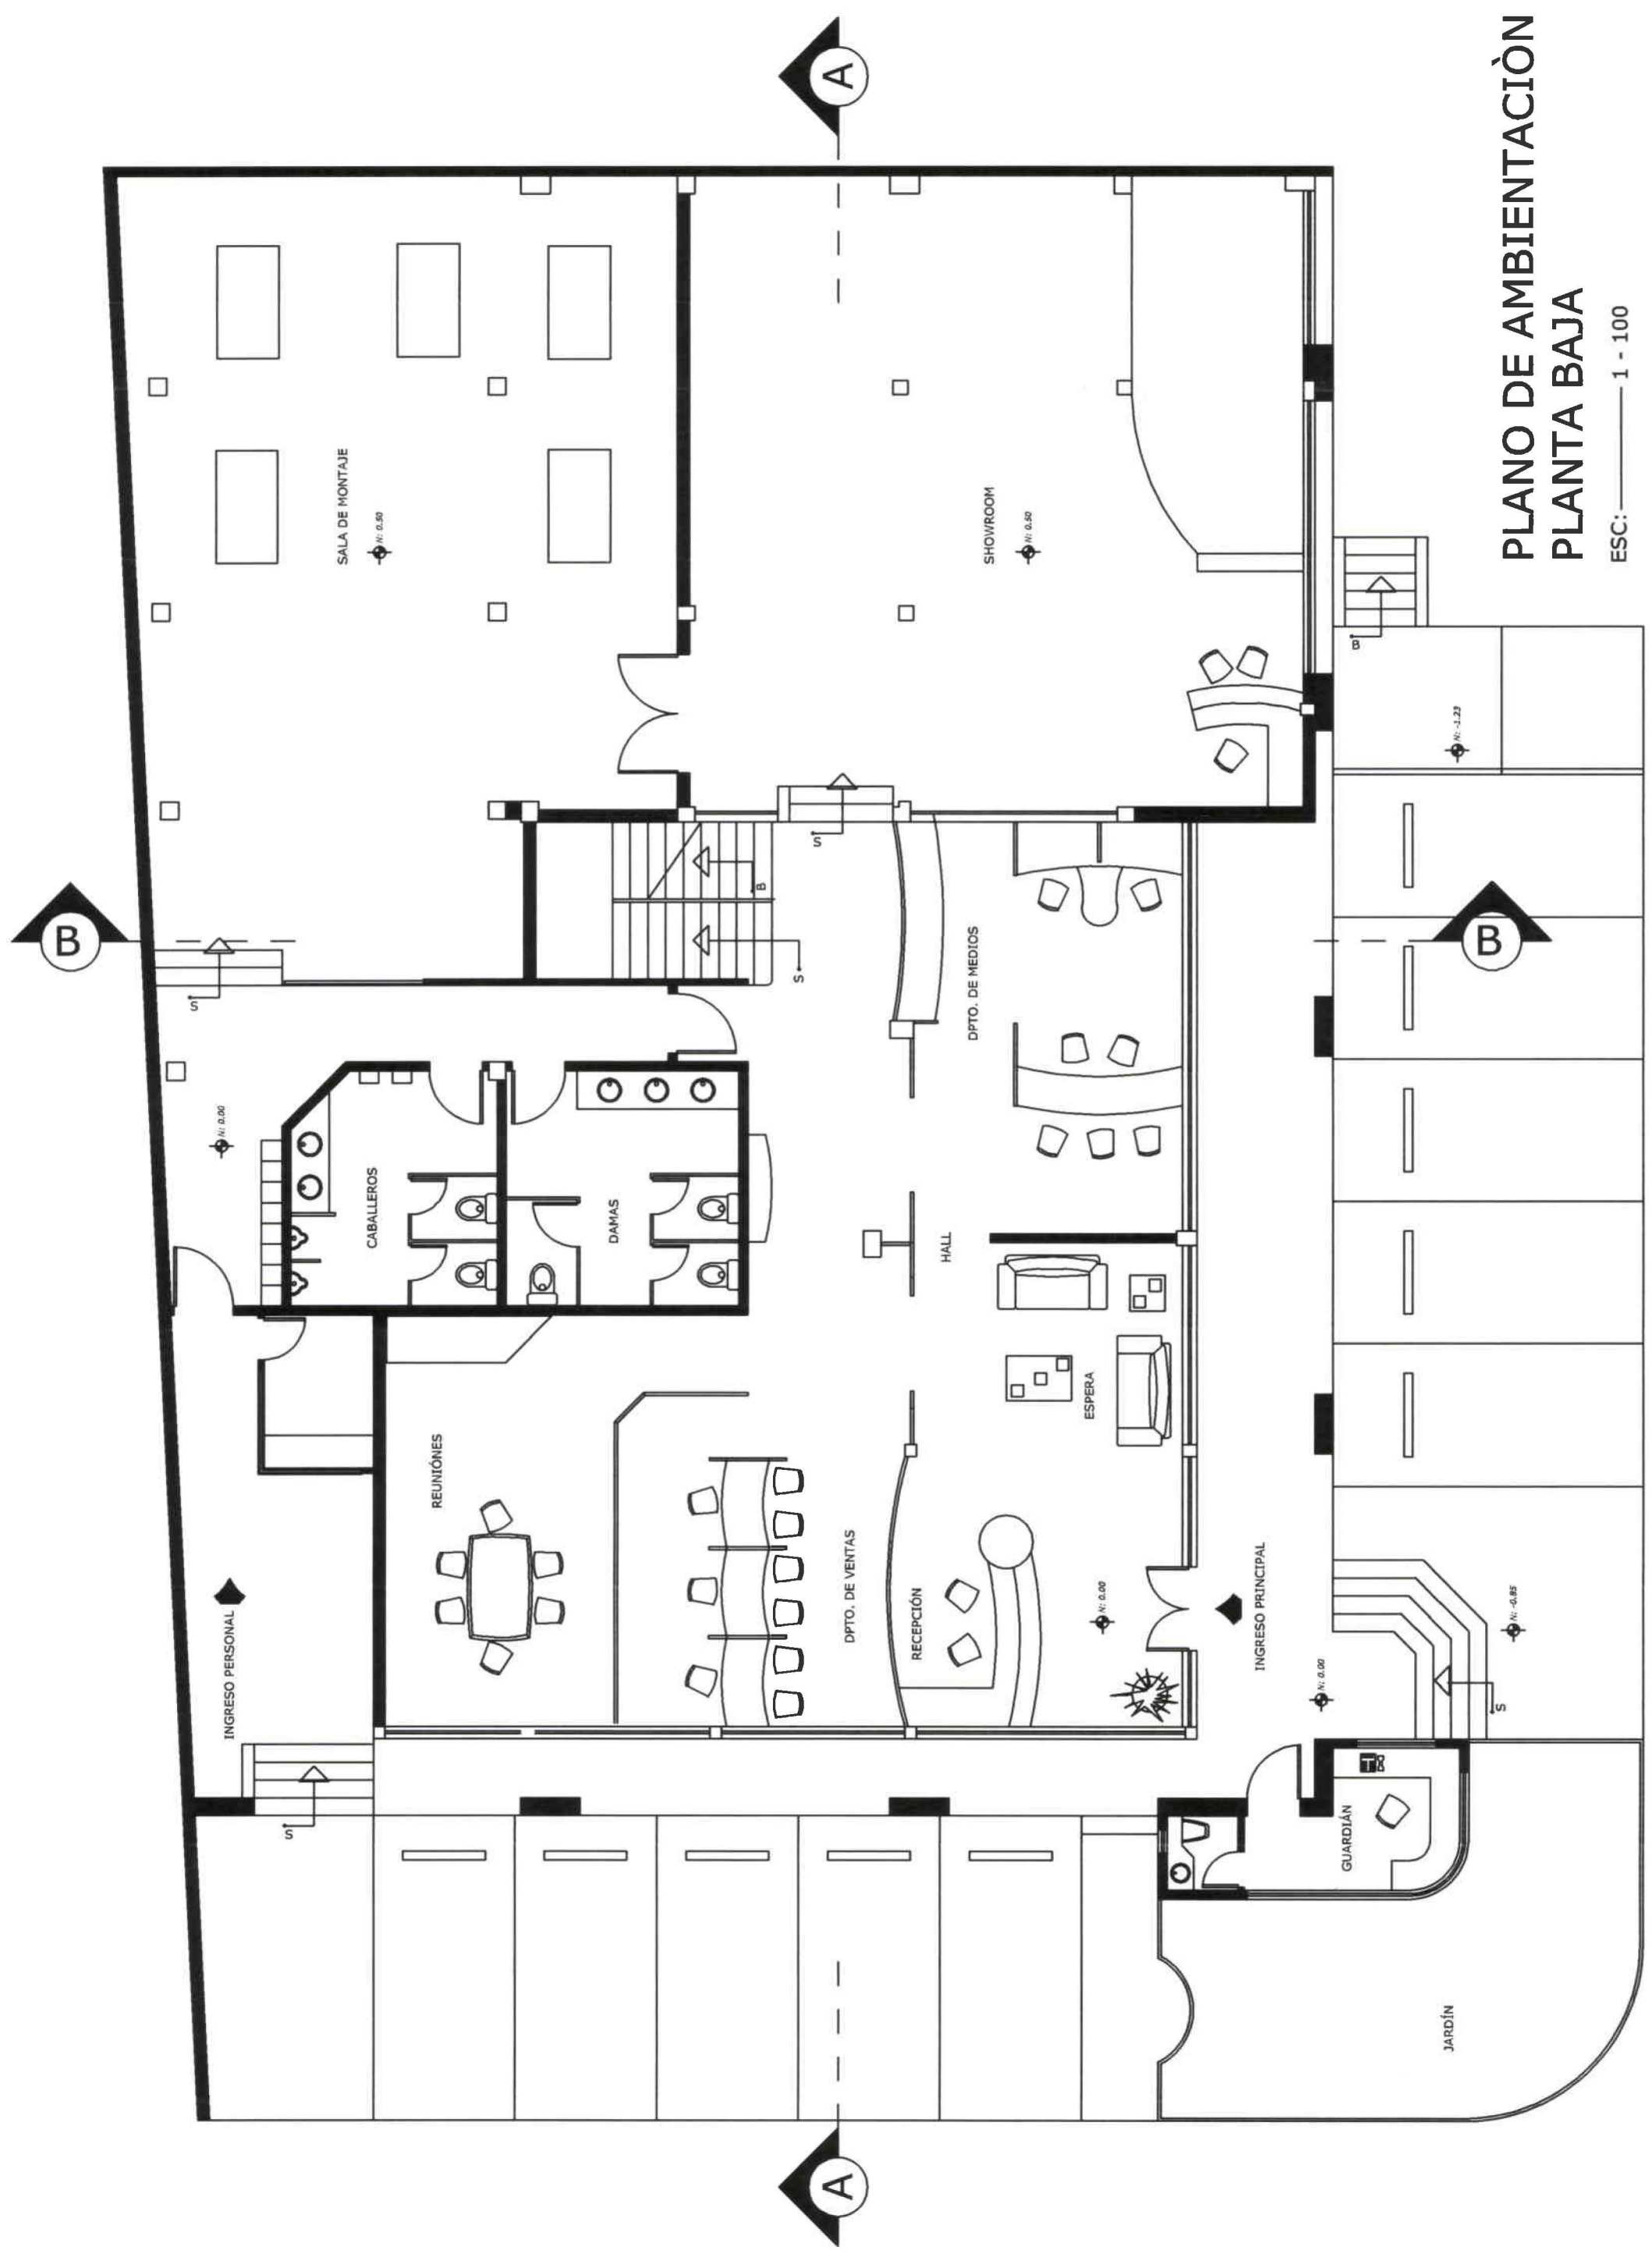 PLANO DE AMBIENTACIÒN
PLANTA BAJA
ESC: 1 - 100
A
A
B
B
INGRESO PERSONAL
S
REUNIÓNES
CABALLEROS
DAMAS
N: 0.00
S
SALA DE MONTAJE
N: 0.50
DPTO. DE VENTAS
S
B
S
RECEPCIÓN
HALL
DPTO. DE MEDIOS
SHOWROOM
N: 0.50
ESPERA
N: 0.00
INGRESO PRINCIPAL
N: 0.00
GUARDIÁN
B
JARDÍN
S
N: -0.95
N: -1.23